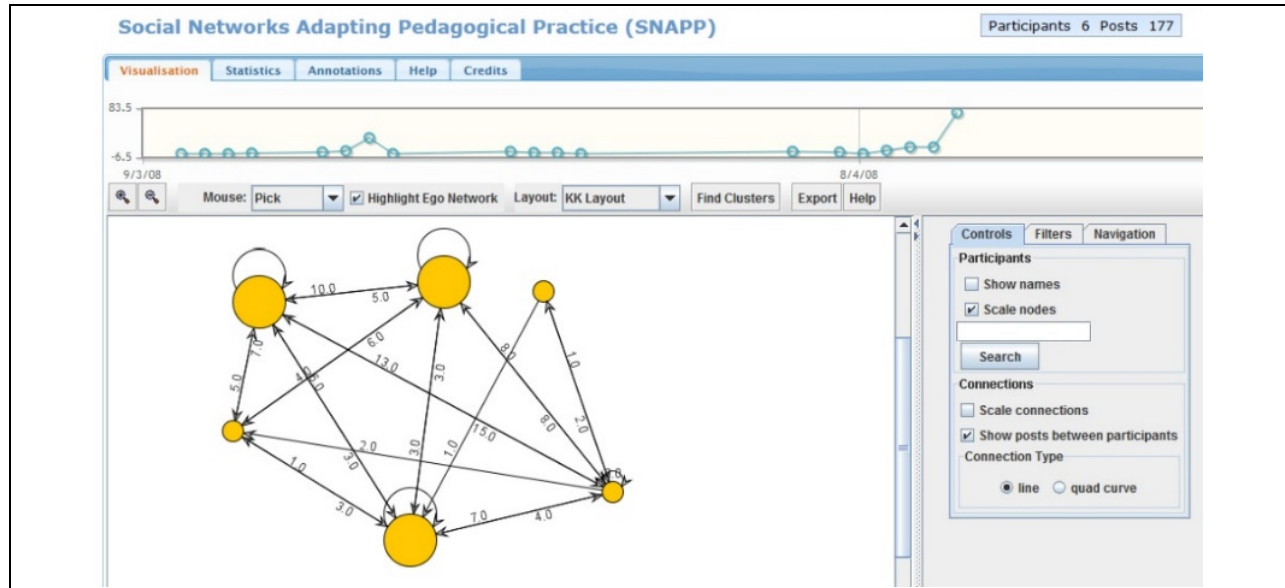 Social Networks Adapting Pedagogical Practice (SNAPP)
Participants 6 Posts 177
Visualisation Statistics Annotations Help Credits
83.5
-6.5
9/3/08 8/4/08
Mouse: Pick Highlight Ego Network Layout: KK Layout Find Clusters Export Help
Controls Filters Navigation
Participants
Show names
Scale nodes
Search
Connections
Scale connections
Show posts between participants
Connection Type
line quad curve
10.0
5.0
7.0
5.0
6.0
13.0
3.0
8.0
1.0
8.0
2.0
15.0
3.0
1.0
2.0
1.0
3.0
3.0
7.0
4.0